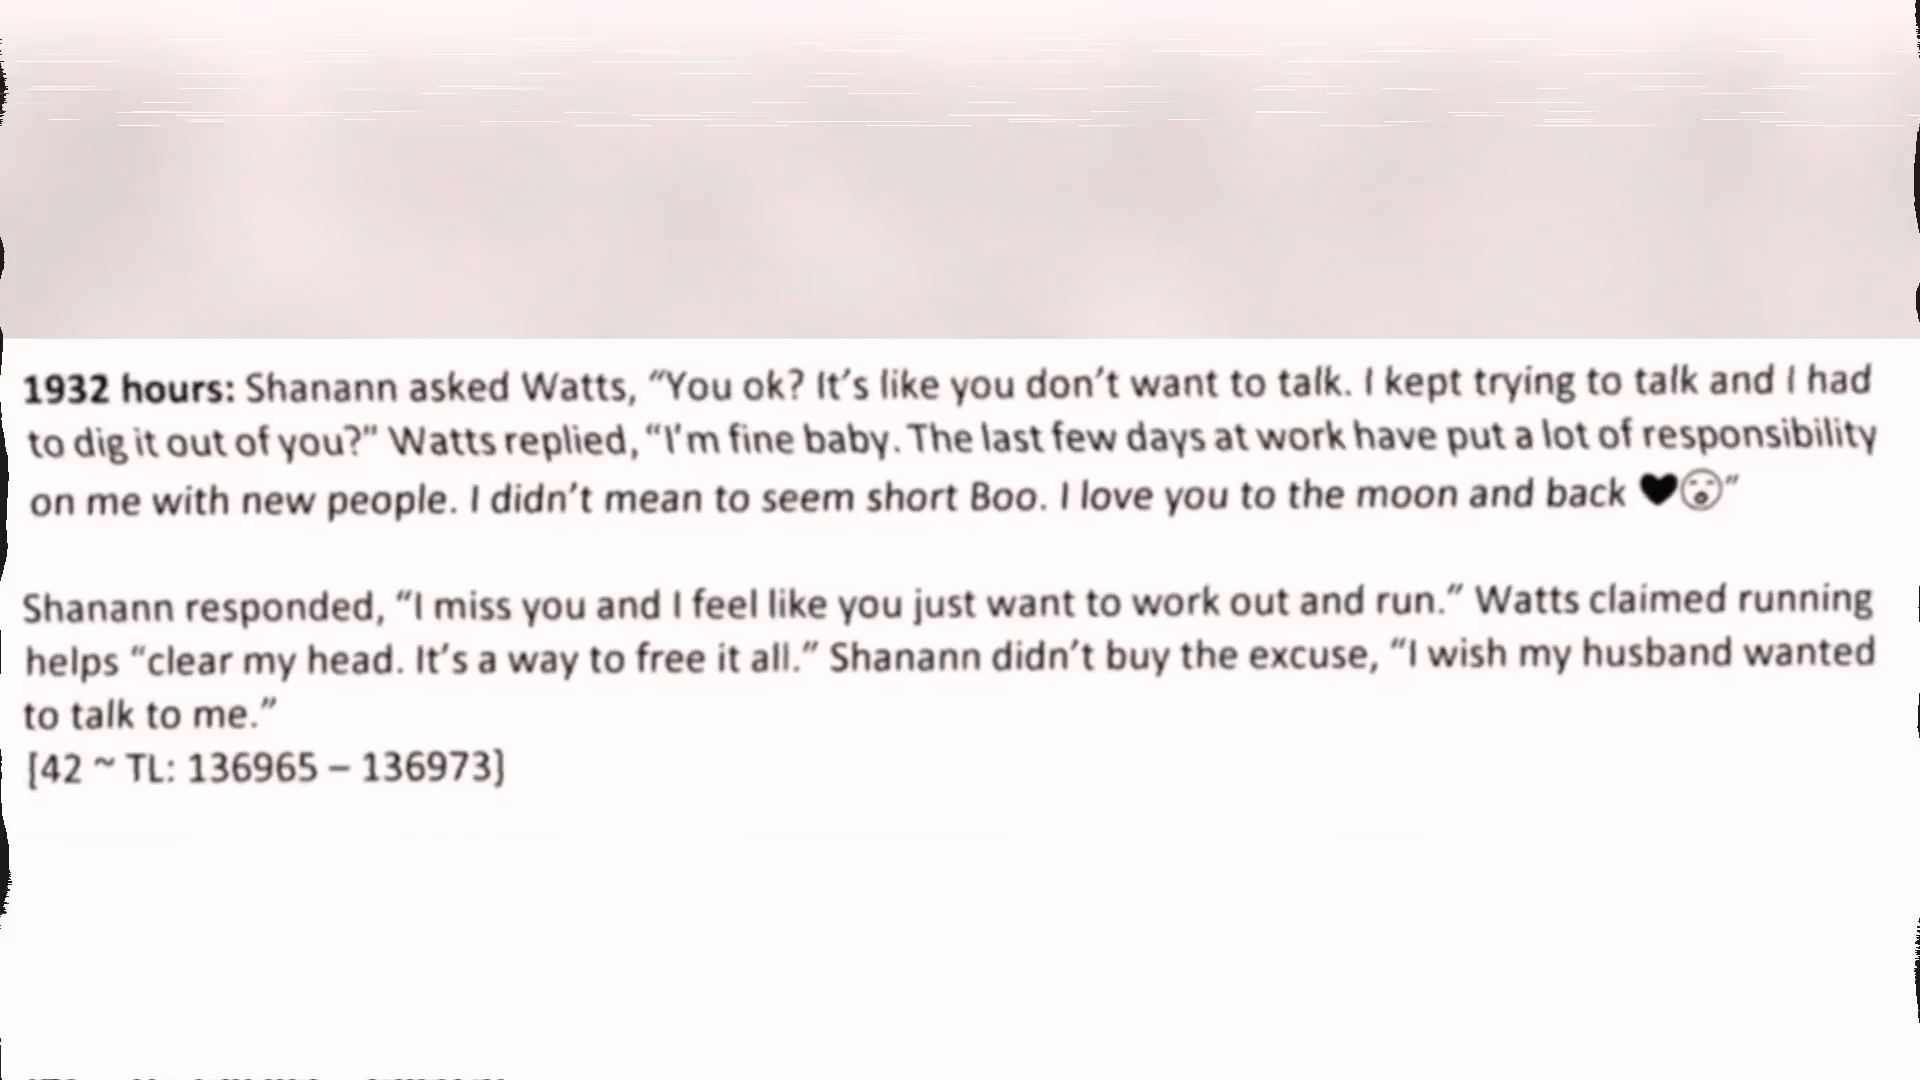 1932 hours: Shanann asked Watts, “You ok? It’s like you don’t want to talk. I kept trying to talk and I had
to dig it out of you?” Watts replied, “I’m fine baby. The last few days at work have put a lot of responsibility
on me with new people. I didn’t mean to seem short Boo. I love you to the moon and back 🖤😮”
Shanann responded, “I miss you and I feel like you just want to work out and run.” Watts claimed running
helps “clear my head. It’s a way to free it all.” Shanann didn’t buy the excuse, “I wish my husband wanted
to talk to me.”
[42 ~ TL: 136965 – 136973]